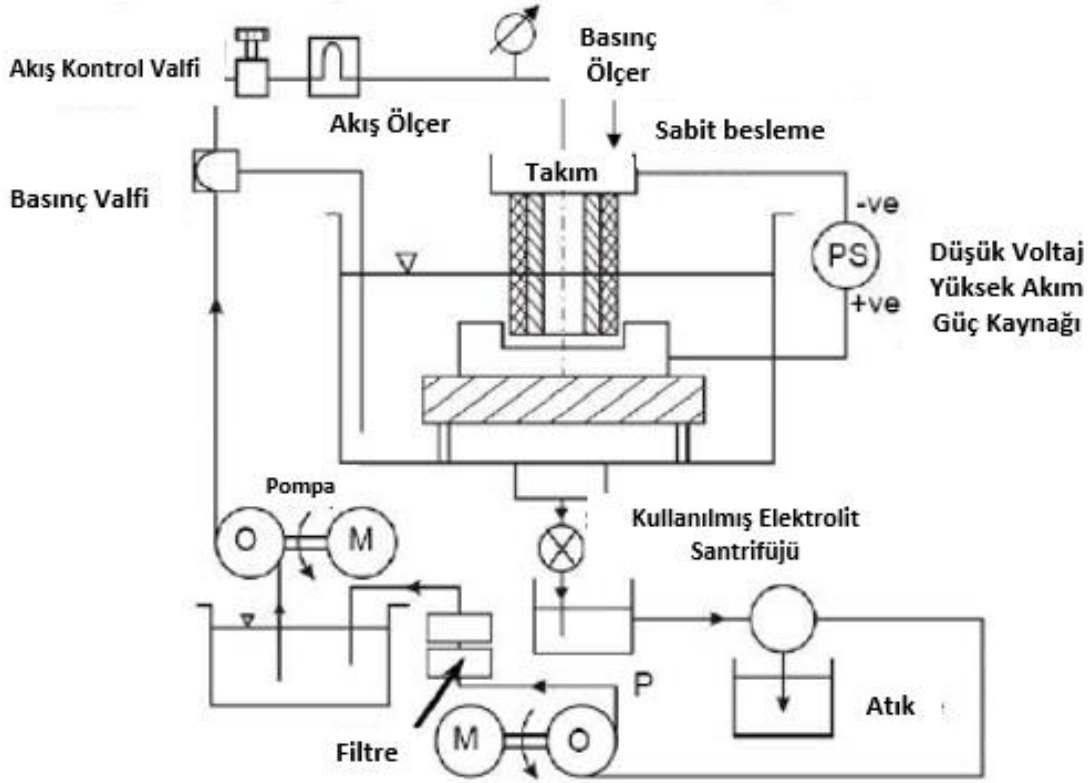 Akış Kontrol Valfi
Basınç
Ölçer
Akış Ölçer
Sabit besleme
Takım
Basınç Valfi
-ve
PS
+ve
Düşük Voltaj
Yüksek Akım
Güç Kaynağı
Pompa
O
M
Kullanılmış Elektrolit
Santrifüjü
P
Atık
Filtre
M
O